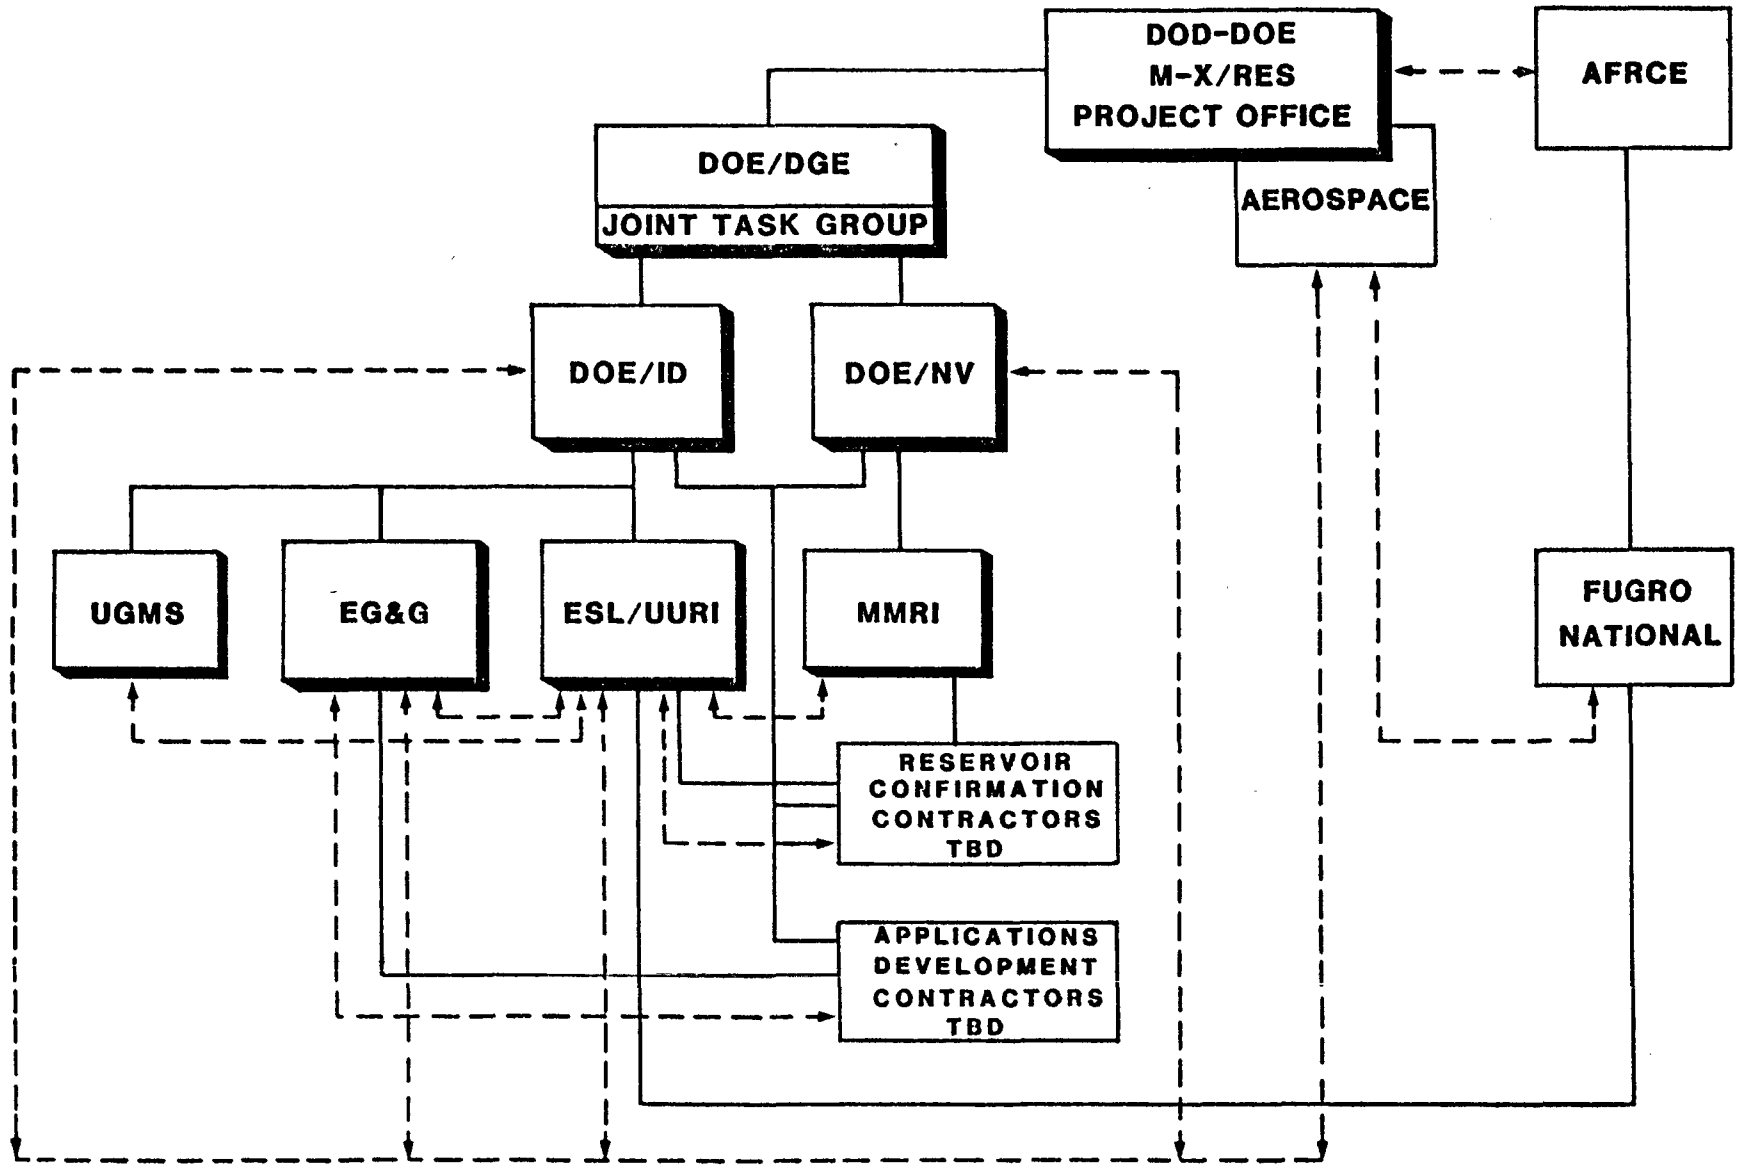 DOD-DOE
M-X/RES
PROJECT OFFICE
AFRCE
DOE/DGE
JOINT TASK GROUP
AEROSPACE
DOE/ID
DOE/NV
UGMS
EG&G
ESL/UURI
MMRI
FUGRO
NATIONAL
RESERVOIR
CONFIRMATION
CONTRACTORS
TBD
APPLICATIONS
DEVELOPMENT
CONTRACTORS
TBD